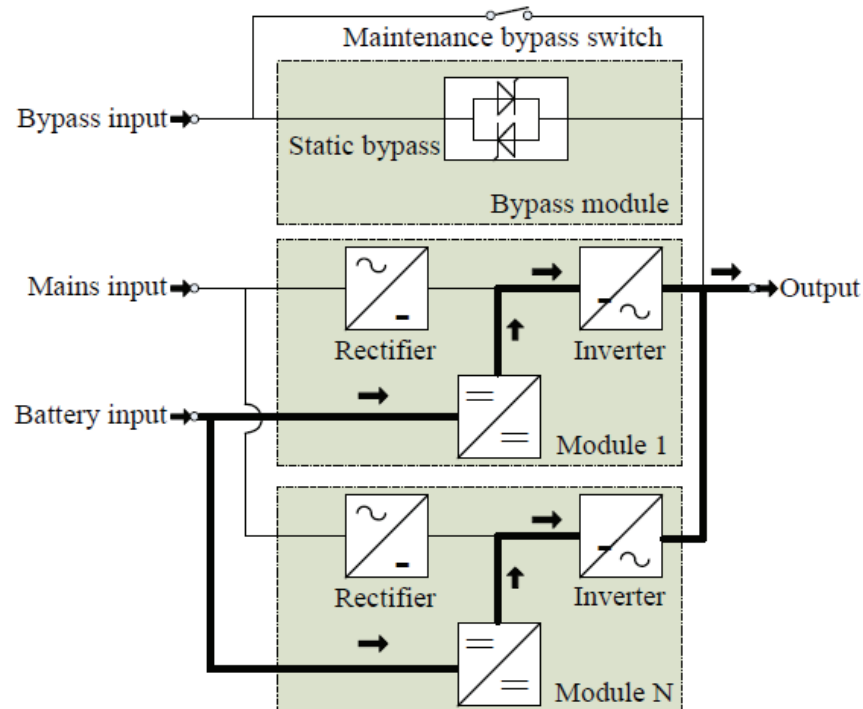 Maintenance bypass switch
Bypass input
Static bypass
Bypass module
Mains input
Output
Rectifier
Inverter
Battery input
Module 1
Rectifier
Inverter
Module N